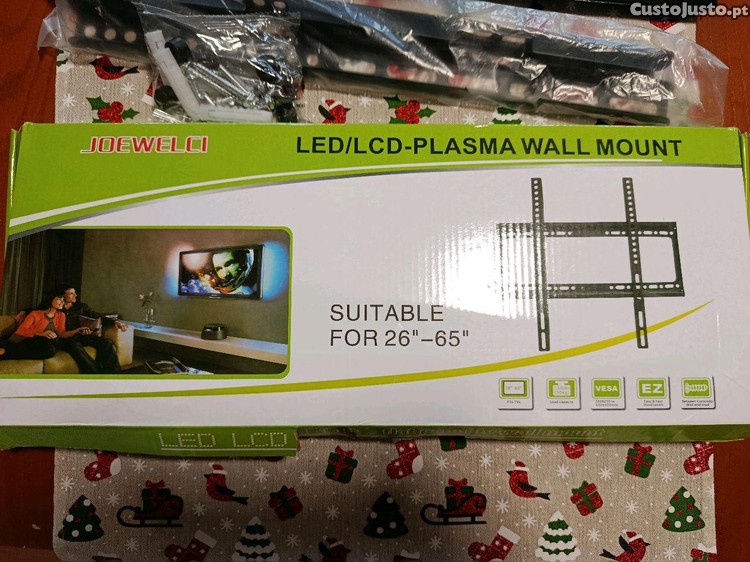 CustoJusto.pt
JOEWELCI
LED/LCD-PLASMA WALL MOUNT
SUITABLE
FOR 26"-65"
VESA
EZ
LED LCD